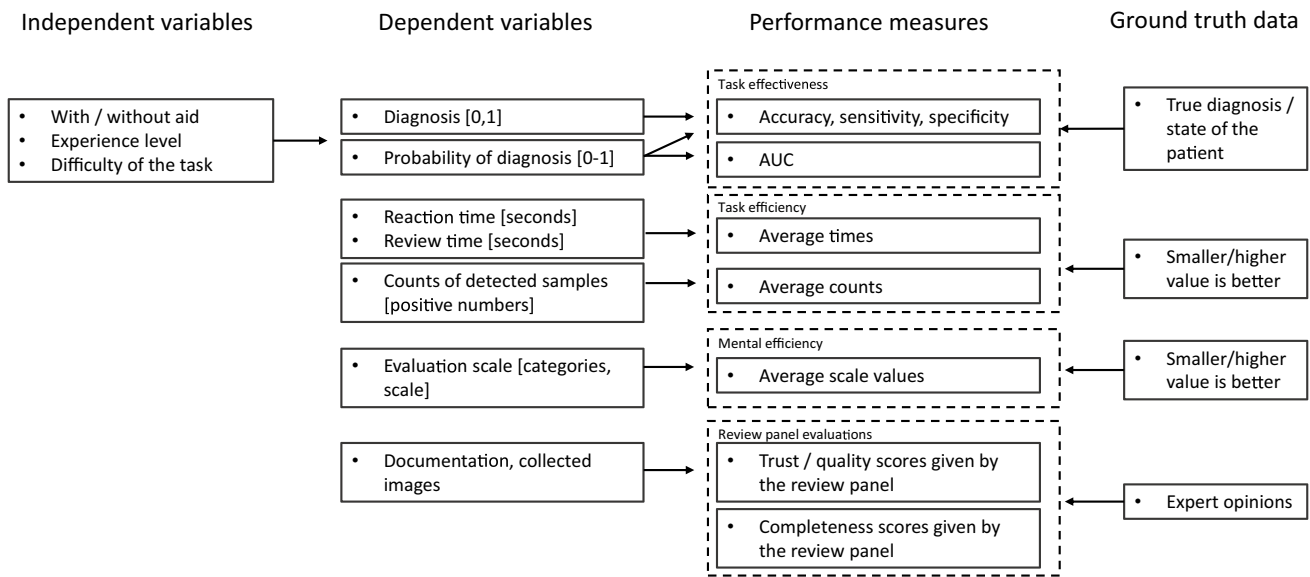 Independent variables
Dependent variables
Performance measures
Ground truth data
• With / without aid
• Experience level
• Difficulty of the task
• Diagnosis [0,1]
• Probability of diagnosis [0-1]
Task effectiveness
• Accuracy, sensitivity, specificity
• AUC
• True diagnosis /
state of the
patient
• Reaction time [seconds]
• Review time [seconds]
• Counts of detected samples
[positive numbers]
Task efficiency
• Average times
• Average counts
• Smaller/higher
value is better
• Evaluation scale [categories,
scale]
Mental efficiency
• Average scale values
• Smaller/higher
value is better
• Documentation, collected
images
Review panel evaluations
• Trust / quality scores given by
the review panel
• Completeness scores given by
the review panel
• Expert opinions